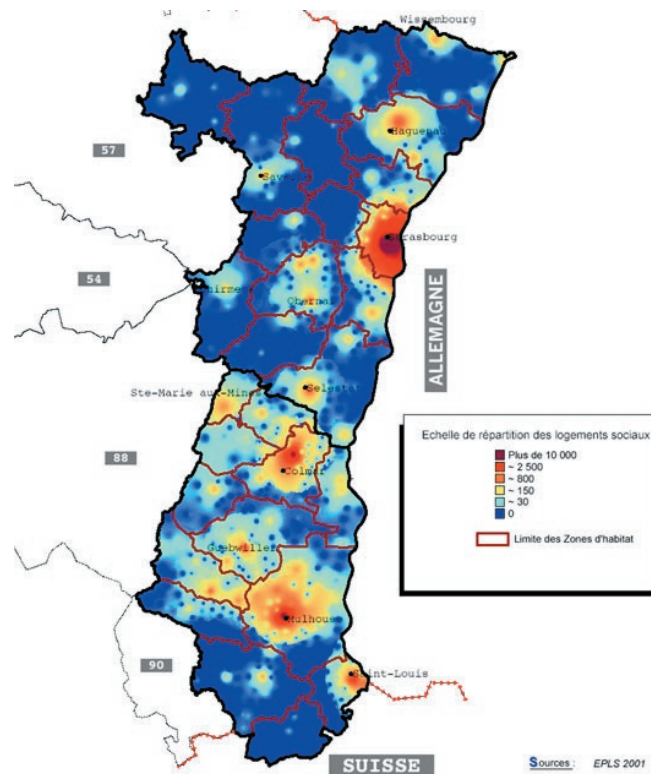 Wissembourg
Haguenau
57
Saverne
Strasbourg
54
Schirmeck
Obernai
ALLEMAGNE
Ste-Marie aux-Mines
Selestat
Echelle de répartition des logements sociaux
Plus de 10 000
~ 2 500
~ 800
~ 150
~ 30
0
Limite des Zones d'habitat
88
Colmar
Guebwiller
Mulhouse
90
Saint-Louis
SUISSE
Sources : EPLS 2001